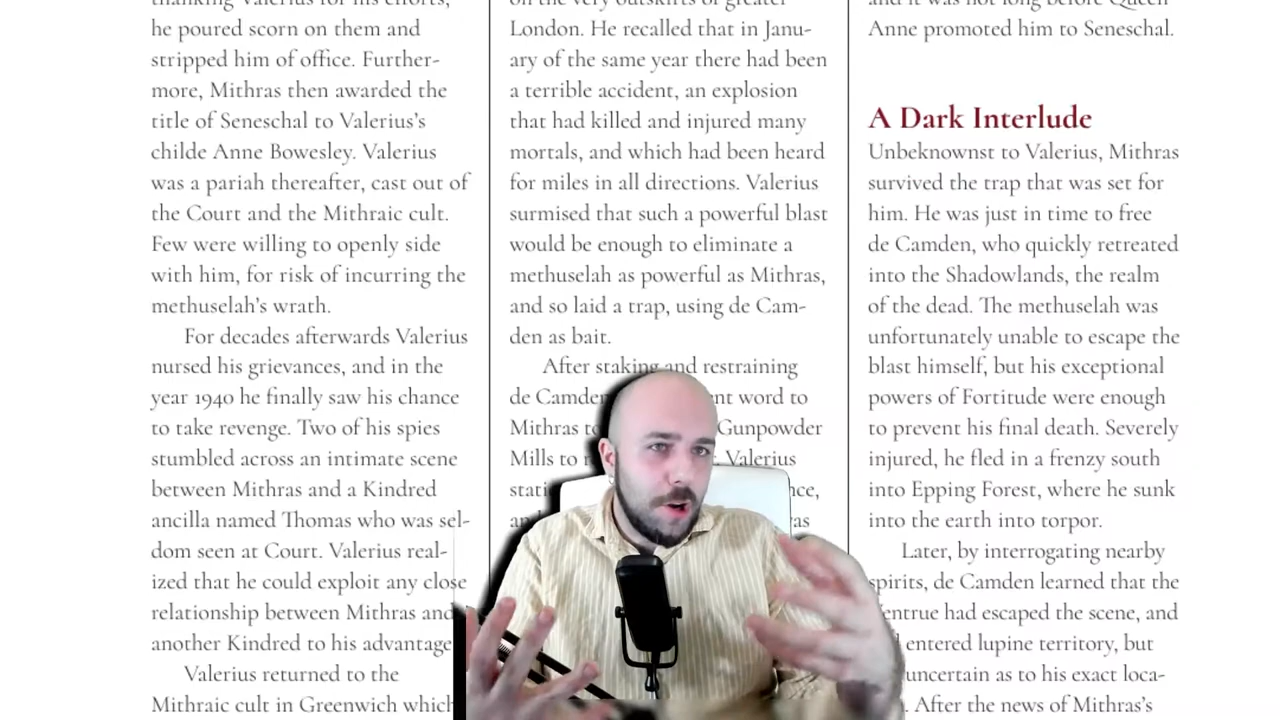 thanking Valerius for his efforts,
he poured scorn on them and
stripped him of office. Further-
more, Mithras then awarded the
title of Seneschal to Valerius’s
childe Anne Bowesley. Valerius
was a pariah thereafter, cast out of
the Court and the Mithraic cult.
Few were willing to openly side
with him, for risk of incurring the
methuselah’s wrath.
For decades afterwards Valerius
nursed his grievances, and in the
year 1940 he finally saw his chance
to take revenge. Two of his spies
stumbled across an intimate scene
between Mithras and a Kindred
ancilla named Thomas who was sel-
dom seen at Court. Valerius real-
ized that he could exploit any close
relationship between Mithras and
another Kindred to his advantage
Valerius returned to the
Mithraic cult in Greenwich which
on the very outskirts of greater
London. He recalled that in Janu-
ary of the same year there had been
a terrible accident, an explosion
that had killed and injured many
mortals, and which had been heard
for miles in all directions. Valerius
surmised that such a powerful blast
would be enough to eliminate a
methuselah as powerful as Mithras,
and so laid a trap, using de Cam-
den as bait.
After staking and restraining
de Camden word to
Mithras Gunpowder
Mills to Valerius
and it was not long before Queen
Anne promoted him to Seneschal.
A Dark Interlude
Unbeknownst to Valerius, Mithras
survived the trap that was set for
him. He was just in time to free
de Camden, who quickly retreated
into the Shadowlands, the realm
of the dead. The methuselah was
unfortunately unable to escape the
blast himself, but his exceptional
powers of Fortitude were enough
to prevent his final death. Severely
injured, he fled in a frenzy south
into Epping Forest, where he sunk
into the earth into torpor.
Later, by interrogating nearby
spirits, de Camden learned that the
had escaped the scene, and
entered lupine territory, but
uncertain as to his exact loca-
. After the news of Mithras’s